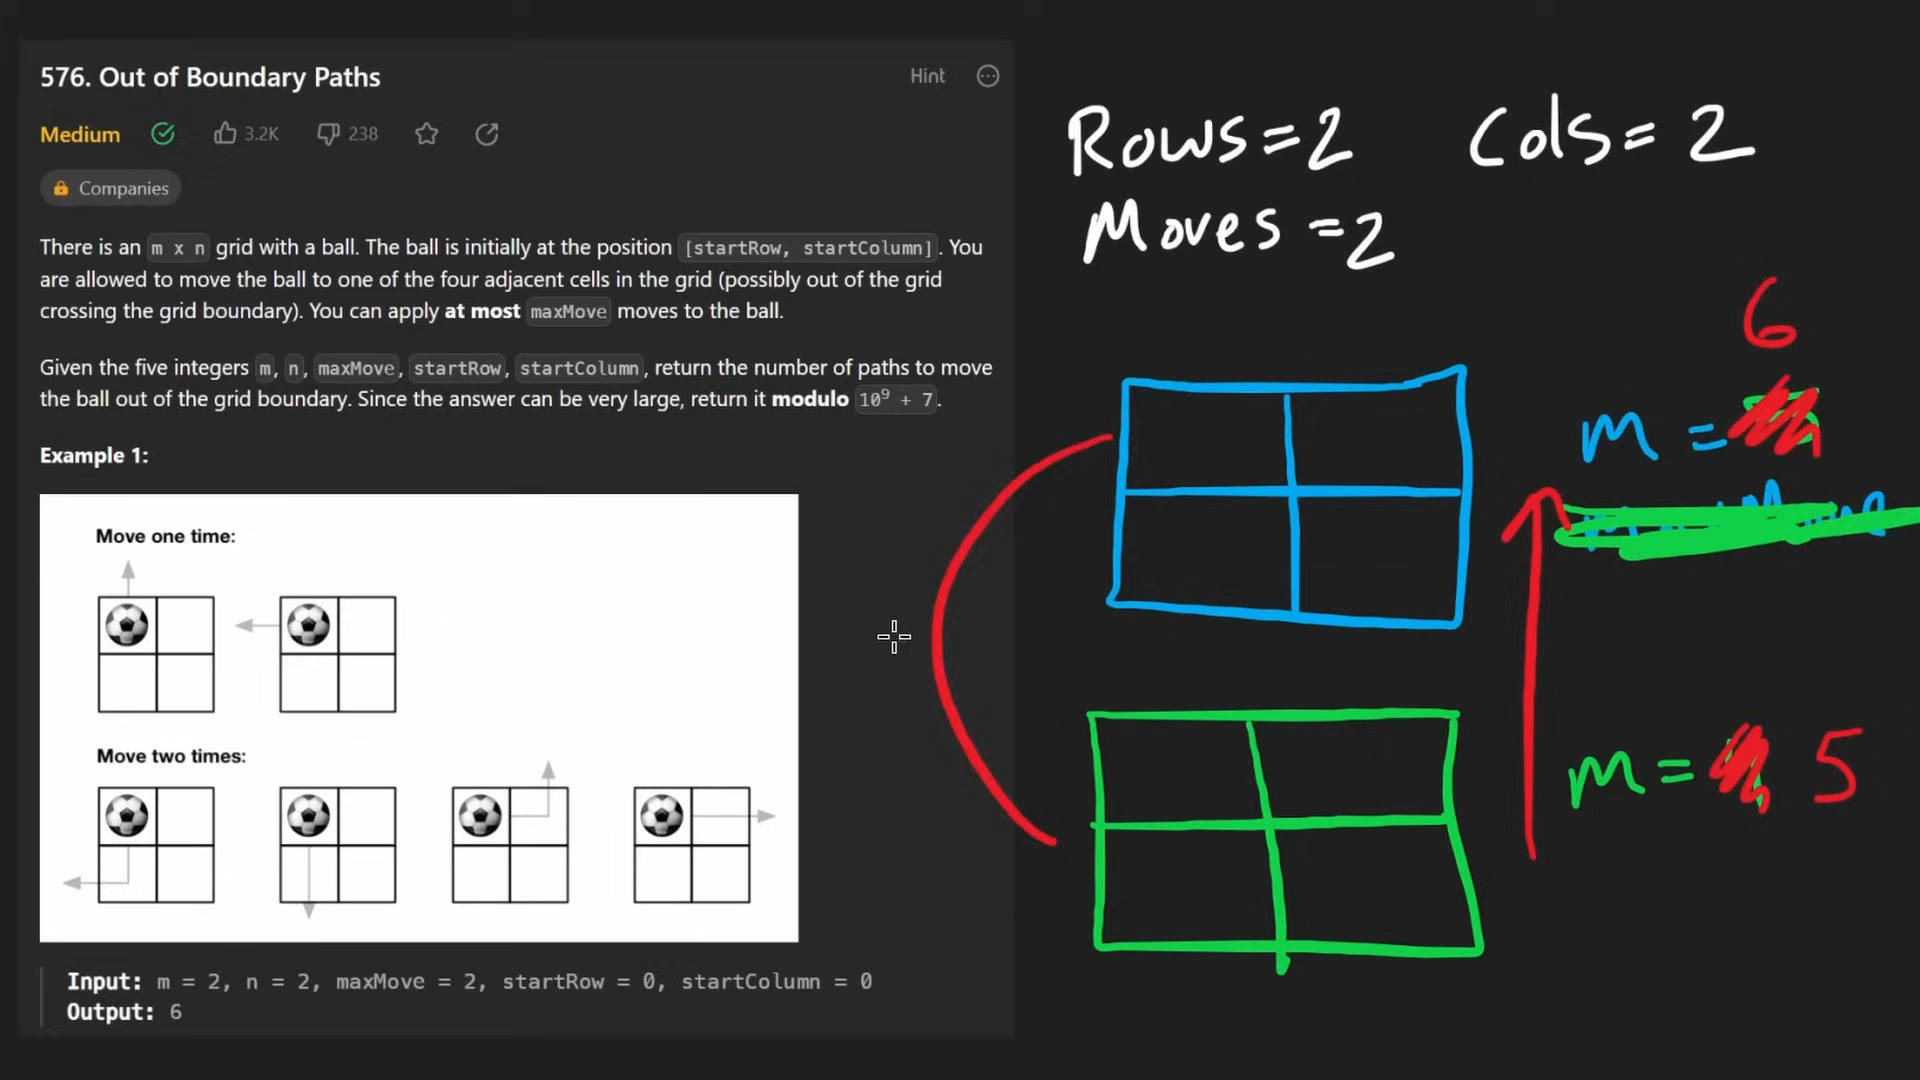 576. Out of Boundary Paths
Hint
Medium 3.2K 238
Companies
There is an m x n grid with a ball. The ball is initially at the position [startRow, startColumn]. You
are allowed to move the ball to one of the four adjacent cells in the grid (possibly out of the grid
crossing the grid boundary). You can apply at most maxMove moves to the ball.
Given the five integers m, n, maxMove, startRow, startColumn, return the number of paths to move
the ball out of the grid boundary. Since the answer can be very large, return it modulo 10⁹ + 7.
Example 1:
Move one time:
Move two times:
Input: m = 2, n = 2, maxMove = 2, startRow = 0, startColumn = 0
Output: 6
Rows=2 Cols=2
Moves=2
6
m =
m = 5